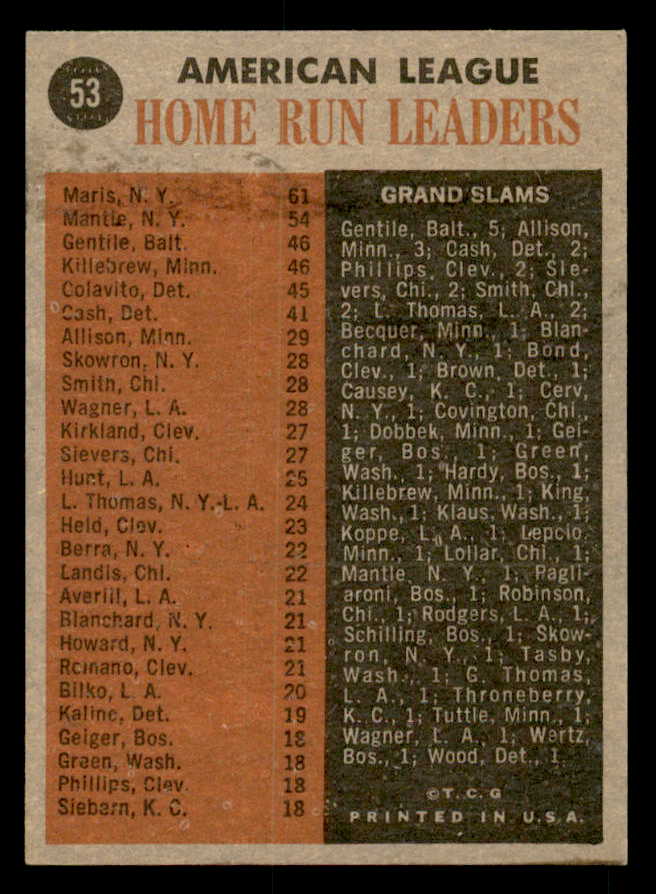 53
AMERICAN LEAGUE
HOME RUN LEADERS
Maris, N. Y. 61
Mantle, N. Y. 54
Gentile, Balt. 46
Killebrew, Minn. 46
Colavito, Det. 45
Cash, Det. 41
Allison, Minn. 29
Skowron, N. Y. 28
Smith, Chi. 28
Wagner, L. A. 28
Kirkland, Clev. 27
Sievers, Chi. 27
Hunt, L. A. 25
L. Thomas, N. Y.-L. A. 24
Held, Clev. 23
Berra, N. Y. 22
Landis, Chi. 22
Averill, L. A. 21
Blanchard, N. Y. 21
Howard, N. Y. 21
Romano, Clev. 21
Bilko, L. A. 20
Kaline, Det. 19
Geiger, Bos. 18
Green, Wash. 18
Phillips, Clev. 18
Siebern, K. C. 18
GRAND SLAMS
Gentile, Balt., 5; Allison,
Minn., 3; Cash, Det., 2;
Phillips, Clev., 2; Sie-
vers, Chi., 2; Smith, Chi.,
2; L. Thomas, L. A., 2;
Becquer, Minn., 1; Blan-
chard, N. Y., 1; Bond,
Clev., 1; Brown, Det., 1;
Causey, K. C., 1; Cerv,
N. Y., 1; Covington, Chi.,
1; Dobbek, Minn., 1; Gei-
ger, Bos., 1; Green,
Wash., 1; Hardy, Bos., 1;
Killebrew, Minn., 1; King,
Wash., 1; Klaus, Wash., 1;
Koppe, L. A., 1; Lepcio,
Minn., 1; Lollar, Chi., 1;
Mantle, N. Y., 1; Pagli-
aroni, Bos., 1; Robinson,
Chi., 1; Rodgers, L. A., 1;
Schilling, Bos., 1; Skow-
ron, N. Y., 1; Tasby,
Wash., 1; G. Thomas,
L. A., 1; Throneberry,
K. C., 1; Tuttle, Minn., 1;
Wagner, L. A., 1; Wertz,
Bos., 1; Wood, Det., 1.
© T. C. G
PRINTED IN U.S.A.